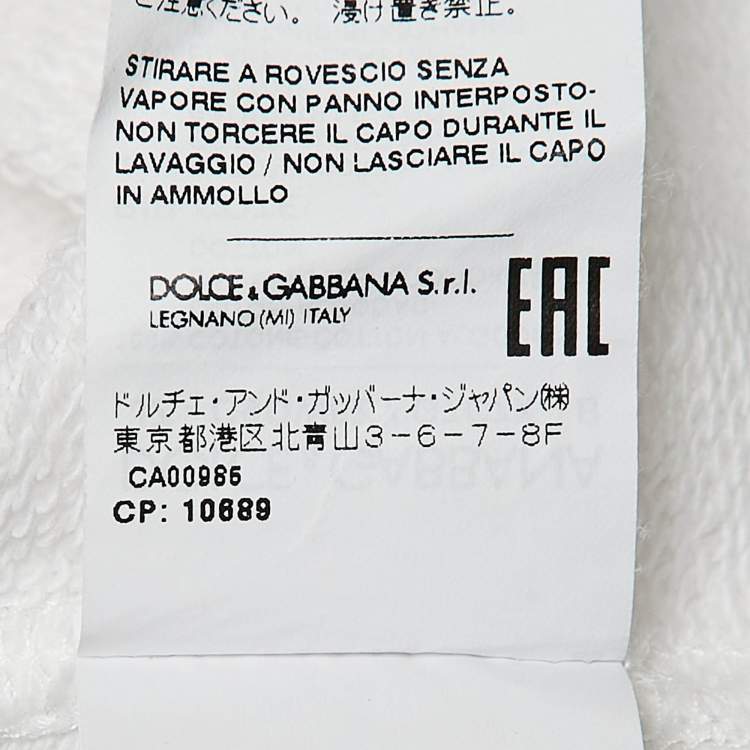 ご注意ください。 浸け置き禁止。
STIRARE A ROVESCIO SENZA
VAPORE CON PANNO INTERPOSTO-
NON TORCERE IL CAPO DURANTE IL
LAVAGGIO / NON LASCIARE IL CAPO
IN AMMOLLO
DOLCE & GABBANA S.r.l.
LEGNANO (MI) ITALY
EAC
ドルチェ・アンド・ガッバーナ・ジャパン㈱
東京都港区北青山3-6-7-8F
CA00965
CP: 10689